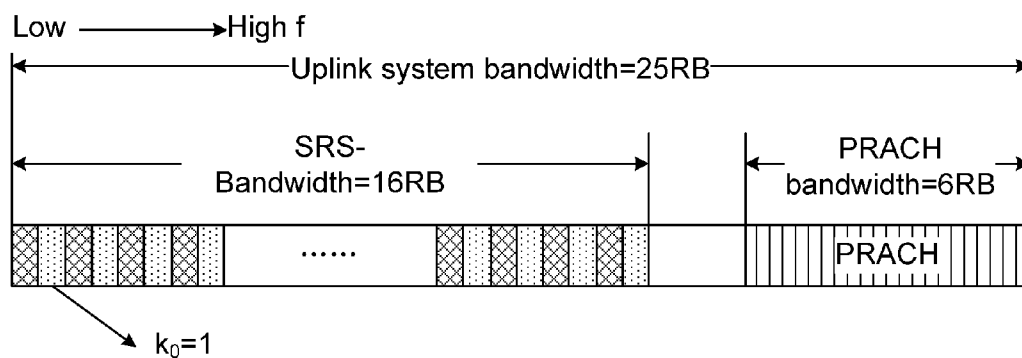 Low High f
Uplink system bandwidth=25RB
SRS-
Bandwidth=16RB
PRACH
bandwidth=6RB
......
PRACH
k0=1